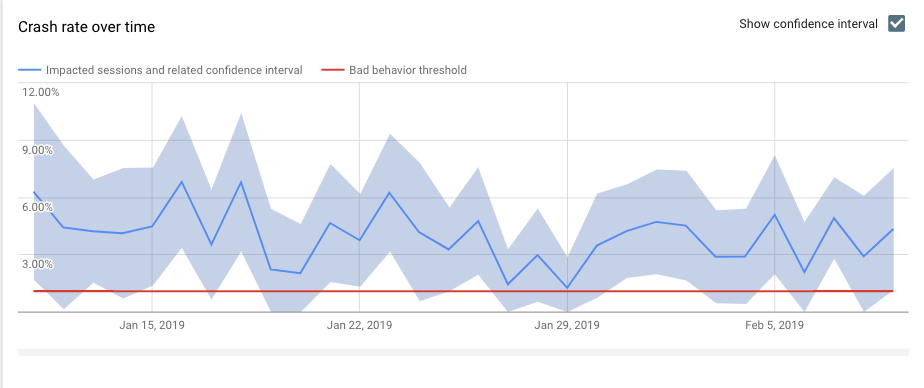 Crash rate over time
Show confidence interval
Impacted sessions and related confidence interval
Bad behavior threshold
12.00%
9.00%
6.00%
3.00%
Jan 15, 2019
Jan 22, 2019
Jan 29, 2019
Feb 5, 2019